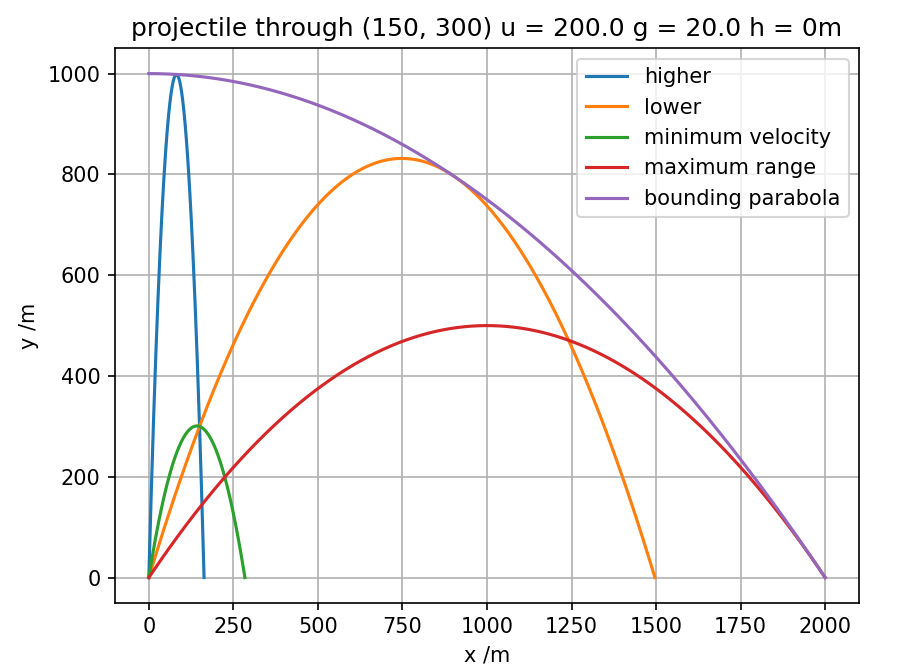 projectile through (150, 300) u = 200.0 g = 20.0 h = 0m
higher
lower
minimum velocity
maximum range
bounding parabola
y /m
1000
800
600
400
200
0
0 250 500 750 1000 1250 1500 1750 2000
x /m